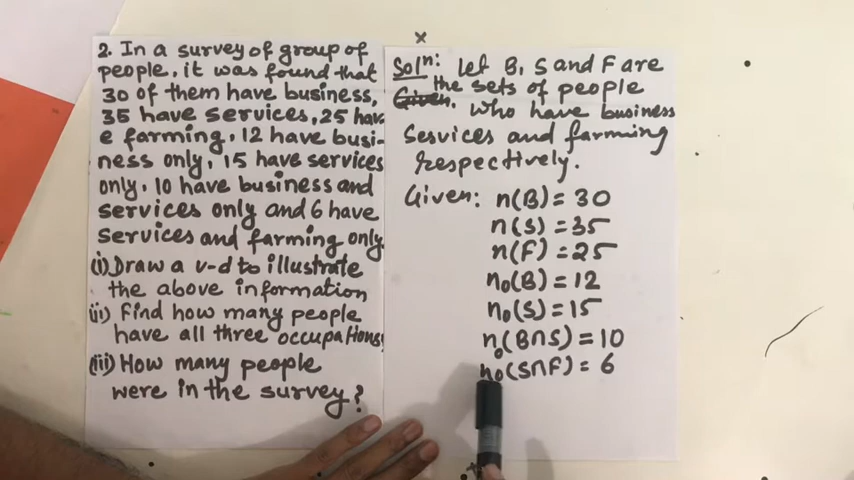 2. In a survey of group of
people, it was found that
30 of them have business,
35 have services, 25 hav
e farming, 12 have busi-
ness only, 15 have services
only, 10 have business and
services only and 6 have
services and farming only.
(i) Draw a v-d to illustrate
the above information
(ii) Find how many people
have all three occupations?
(iii) How many people
were in the survey?
Solⁿ: Let B, S and F are
the sets of people
Given. who have business
services and farming
respectively.
Given: n(B) = 30
n(S) = 35
n(F) = 25
n₀(B) = 12
n₀(S) = 15
n₀(B∩S) = 10
n₀(S∩F) = 6